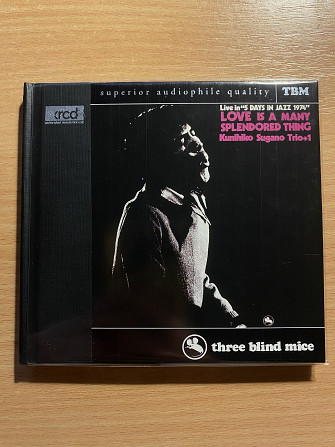 superior audiophile quality
TBM
xrcd
Live in "5 DAYS IN JAZZ 1974"
LOVE IS A MANY
SPLENDORED THING
Kunihiko Sugano Trio+1
three blind mice